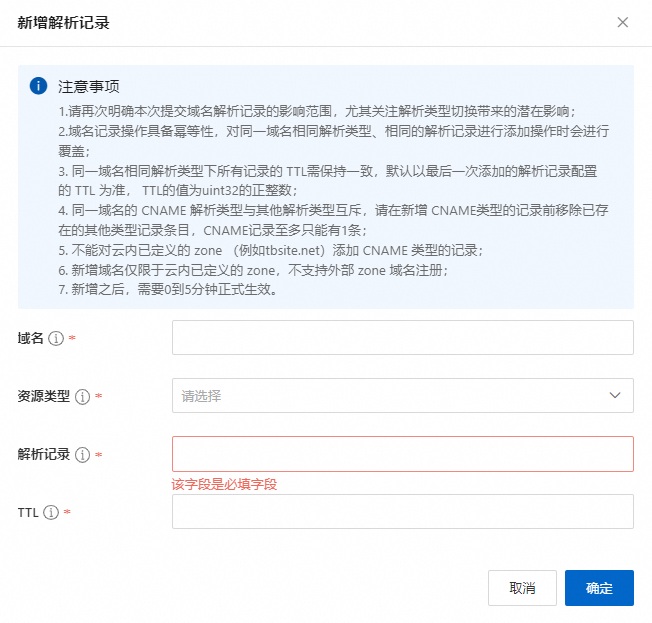 新增解析记录
注意事项
1.请再次明确本次提交域名解析记录的影响范围，尤其关注解析类型切换带来的潜在影响；
2.域名记录操作具备幂等性，对同一域名相同解析类型、相同的解析记录进行添加操作时会进行
覆盖；
3. 同一域名相同解析类型下所有记录的 TTL需保持一致，默认以最后一次添加的解析记录配置
的 TTL 为准， TTL的值为uint32的正整数；
4. 同一域名的 CNAME 解析类型与其他解析类型互斥，请在新增 CNAME类型的记录前移除已存
在的其他类型记录条目，CNAME记录至多只能有1条；
5. 不能对云内已定义的 zone （例如tbsite.net）添加 CNAME 类型的记录；
6. 新增域名仅限于云内已定义的 zone，不支持外部 zone 域名注册；
7. 新增之后，需要0到5分钟正式生效。
域名 *
资源类型 * 请选择
解析记录 *
该字段是必填字段
TTL *
取消 确定